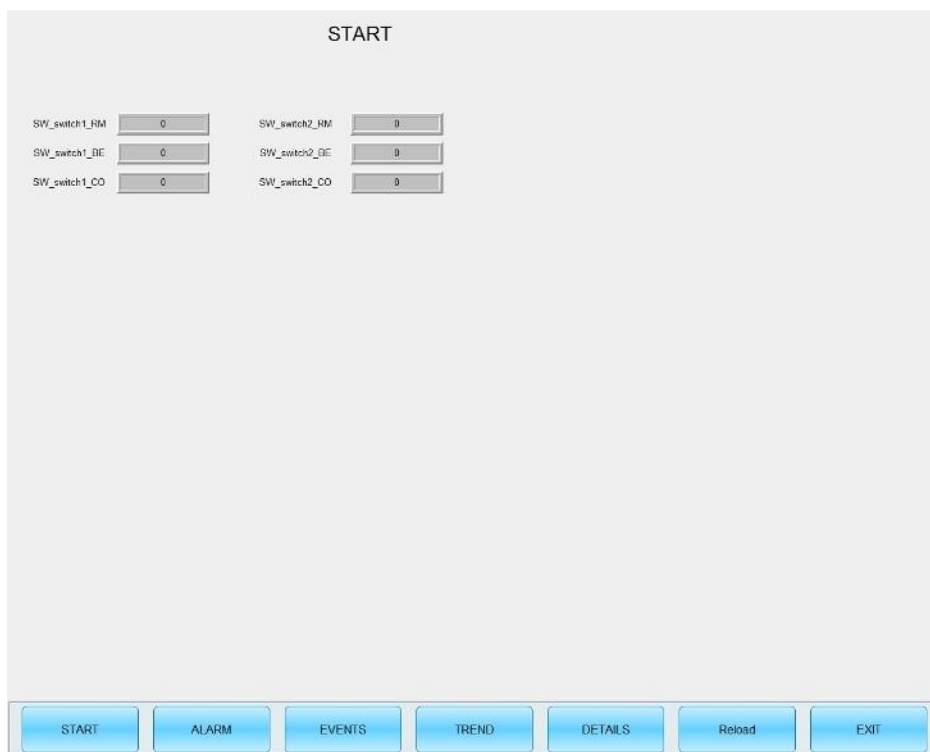 START
SW_switch1_RM 0 SW_switch2_RM 0
SW_switch1_BE 0 SW_switch2_BE 0
SW_switch1_CO 0 SW_switch2_CO 0
START ALARM EVENTS TREND DETAILS Reload EXIT